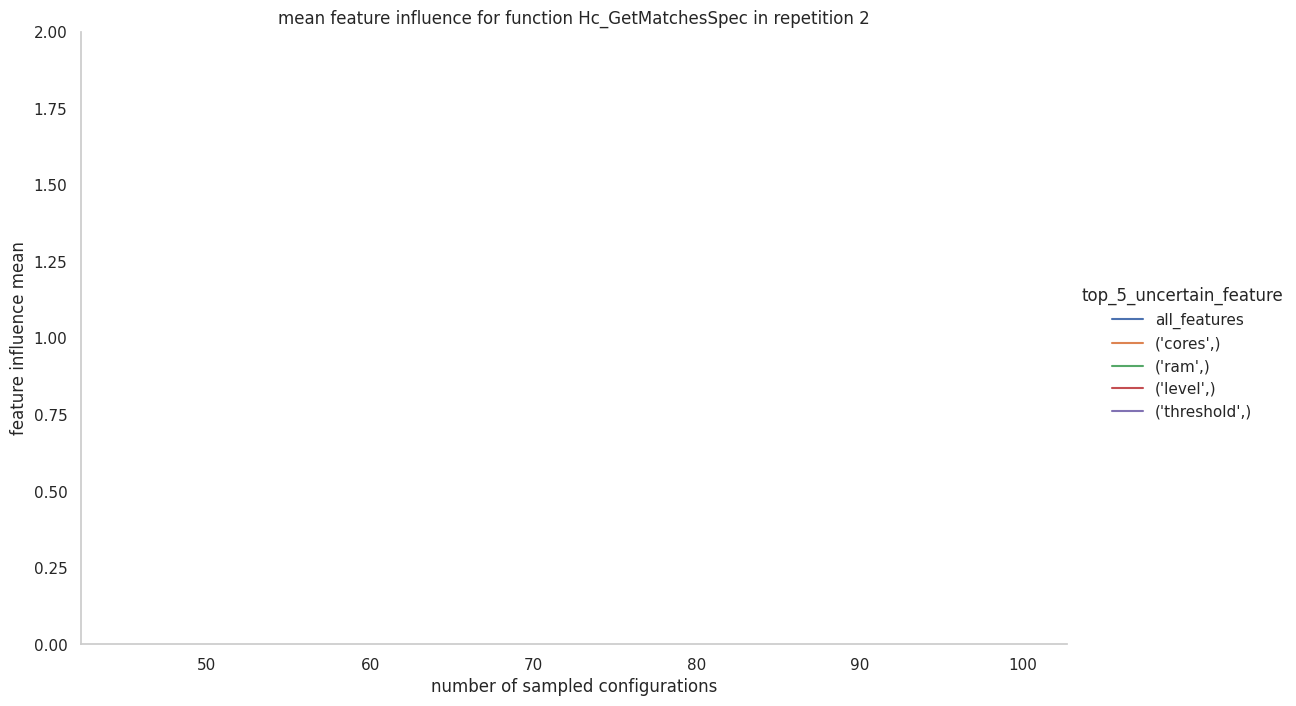 mean feature influence for function Hc_GetMatchesSpec in repetition 2
2.00
1.75
1.50
1.25
1.00
0.75
0.50
0.25
0.00
feature influence mean
50 60 70 80 90 100
number of sampled configurations
top_5_uncertain_feature
all_features
('cores',)
('ram',)
('level',)
('threshold',)